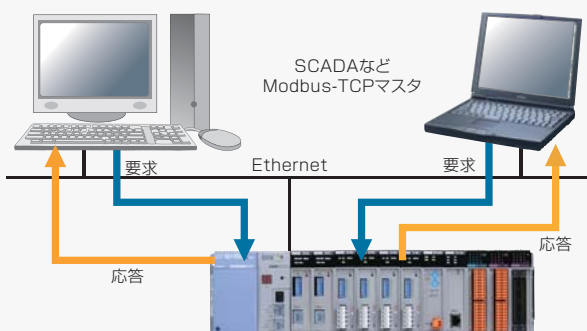 SCADAなど
Modbus-TCPマスタ
要求
Ethernet
要求
応答
応答